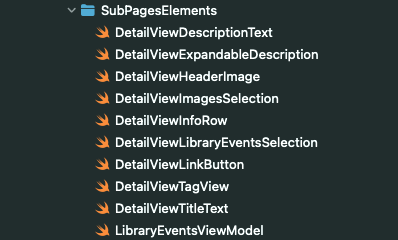 SubPagesElements
DetailViewDescriptionText
DetailViewExpandableDescription
DetailViewHeaderImage
DetailViewImagesSelection
DetailViewInfoRow
DetailViewLibraryEventsSelection
DetailViewLinkButton
DetailViewTagView
DetailViewTitleText
LibraryEventsViewModel